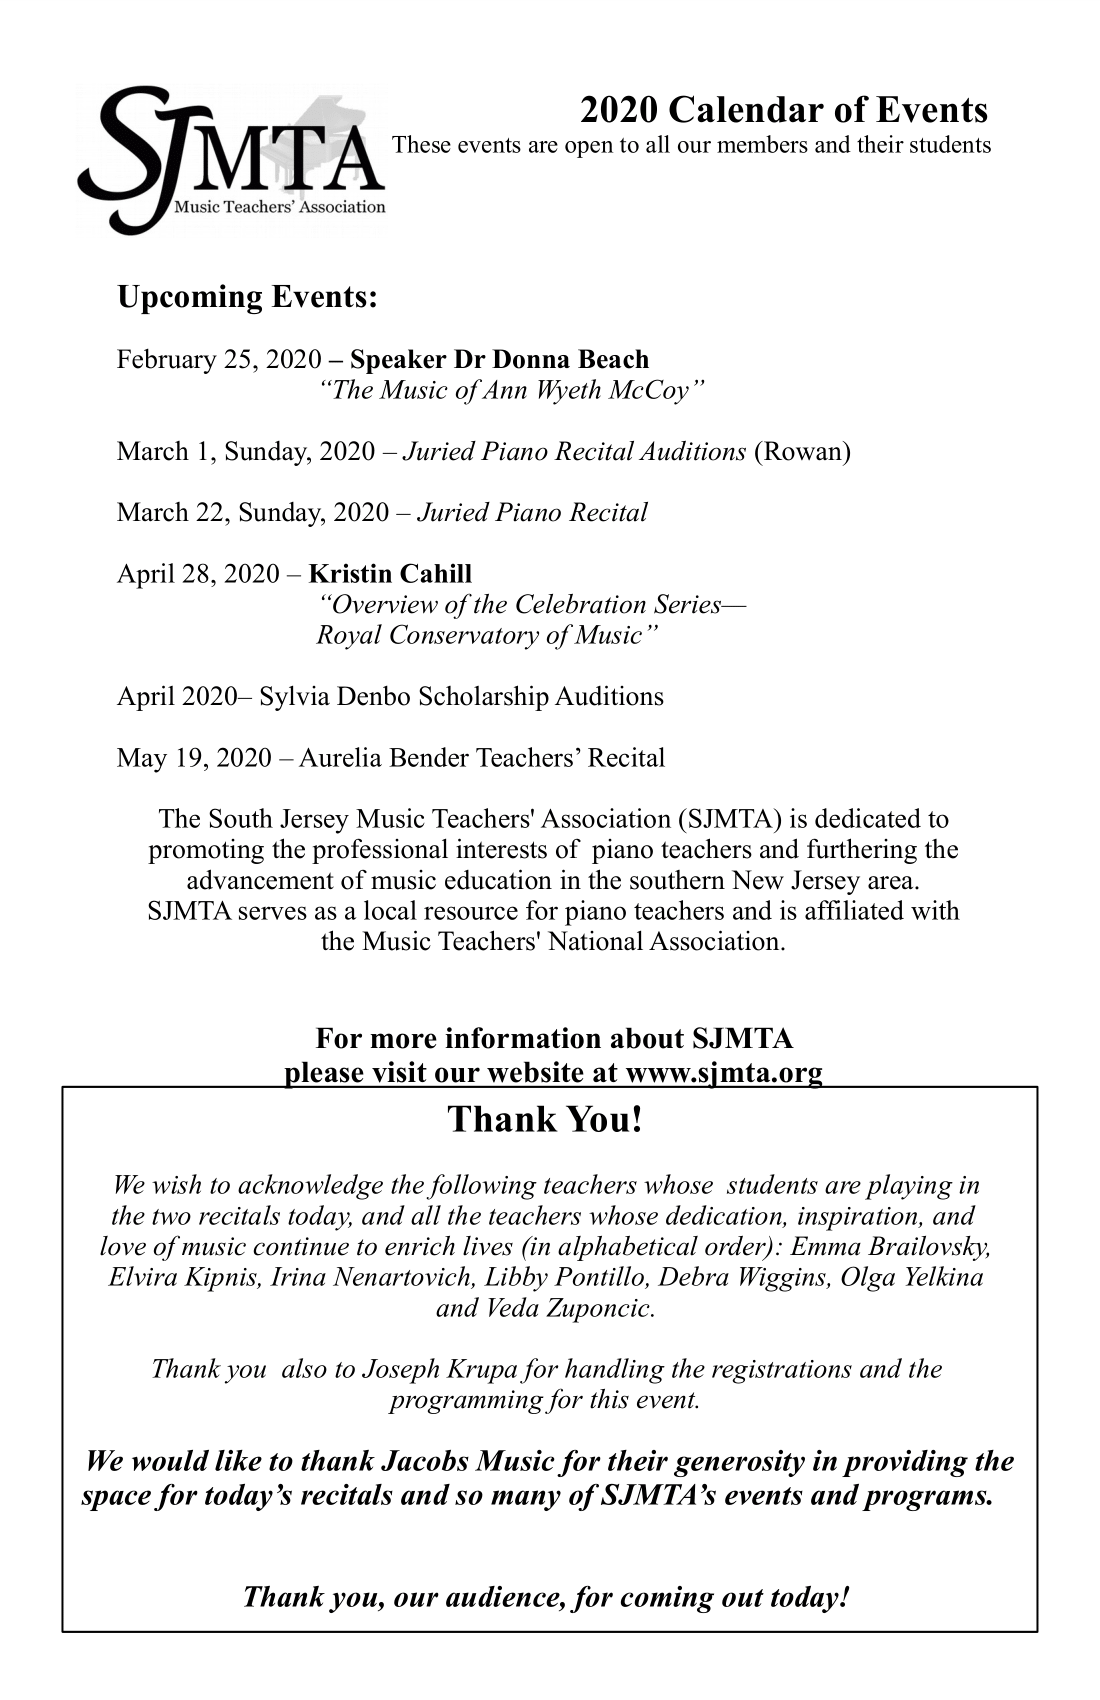 SJMTA
Music Teachers’ Association
2020 Calendar of Events
These events are open to all our members and their students
Upcoming Events:
February 25, 2020 – Speaker Dr Donna Beach
“The Music of Ann Wyeth McCoy”
March 1, Sunday, 2020 – Juried Piano Recital Auditions (Rowan)
March 22, Sunday, 2020 – Juried Piano Recital
April 28, 2020 – Kristin Cahill
“Overview of the Celebration Series—
Royal Conservatory of Music”
April 2020– Sylvia Denbo Scholarship Auditions
May 19, 2020 – Aurelia Bender Teachers’ Recital
The South Jersey Music Teachers' Association (SJMTA) is dedicated to
promoting the professional interests of  piano teachers and furthering the
advancement of music education in the southern New Jersey area.
SJMTA serves as a local resource for piano teachers and is affiliated with
the Music Teachers' National Association.
For more information about SJMTA
please visit our website at www.sjmta.org
Thank You!
We wish to acknowledge the following teachers whose  students are playing in
the two recitals today, and all the teachers whose dedication, inspiration, and
love of music continue to enrich lives (in alphabetical order): Emma Brailovsky,
Elvira Kipnis, Irina Nenartovich, Libby Pontillo, Debra Wiggins, Olga Yelkina
and Veda Zuponcic.
Thank you  also to Joseph Krupa for handling the registrations and the
programming for this event.
We would like to thank Jacobs Music for their generosity in providing the
space for today’s recitals and so many of SJMTA’s events and programs.
Thank you, our audience, for coming out today!